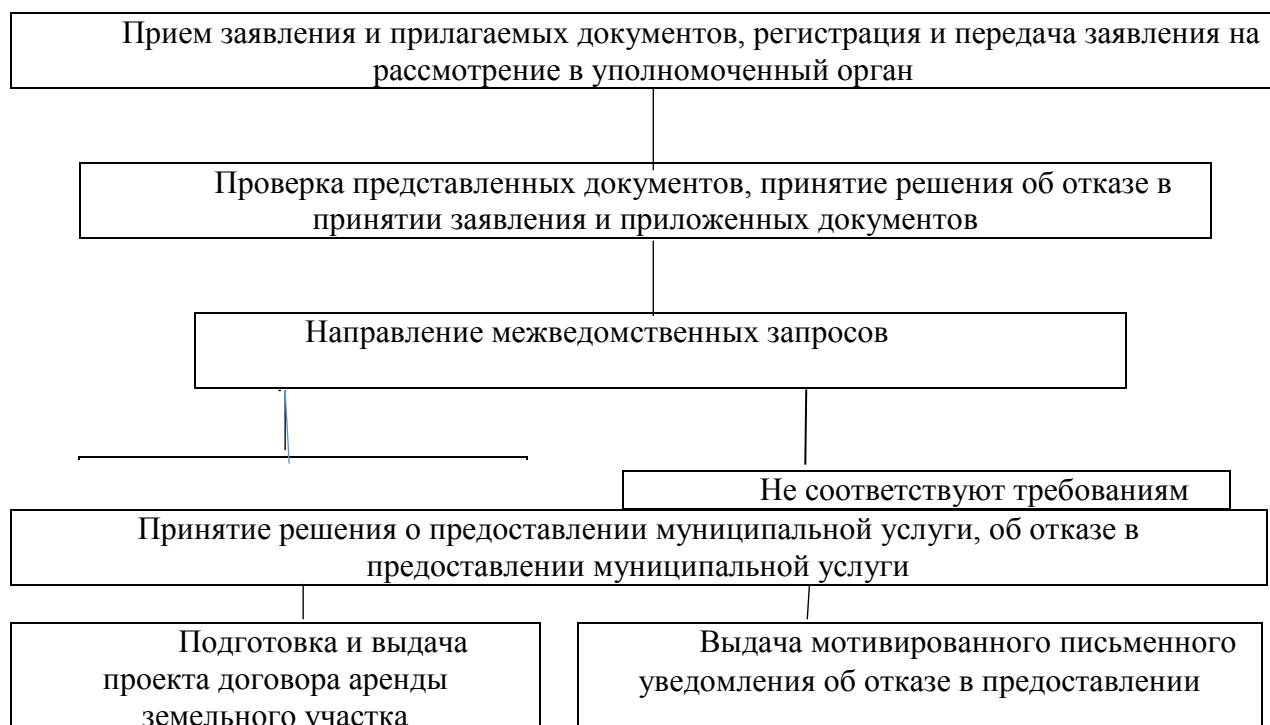 Прием заявления и прилагаемых документов, регистрация и передача заявления на
рассмотрение в уполномоченный орган
Проверка представленных документов, принятие решения об отказе в
принятии заявления и приложенных документов
Направление межведомственных запросов
Не соответствуют требованиям
Принятие решения о предоставлении муниципальной услуги, об отказе в
предоставлении муниципальной услуги
Подготовка и выдача
проекта договора аренды
земельного участка
Выдача мотивированного письменного
уведомления об отказе в предоставлении